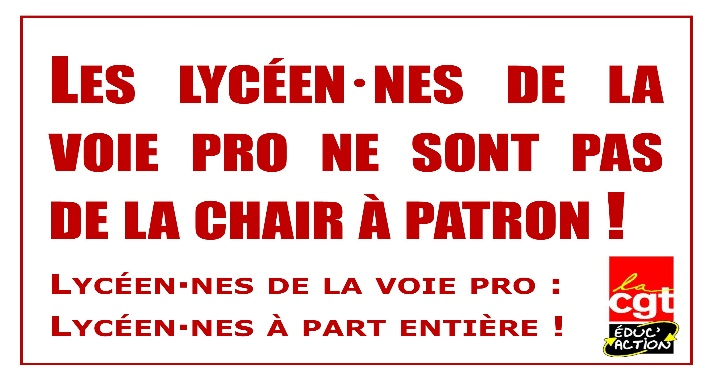 LES LYCÉEN·NES DE LA
VOIE PRO NE SONT PAS
DE LA CHAIR À PATRON !
LYCÉEN·NES DE LA VOIE PRO :
LYCÉEN·NES À PART ENTIÈRE !
la
cgt
ÉDUC'
ACTION